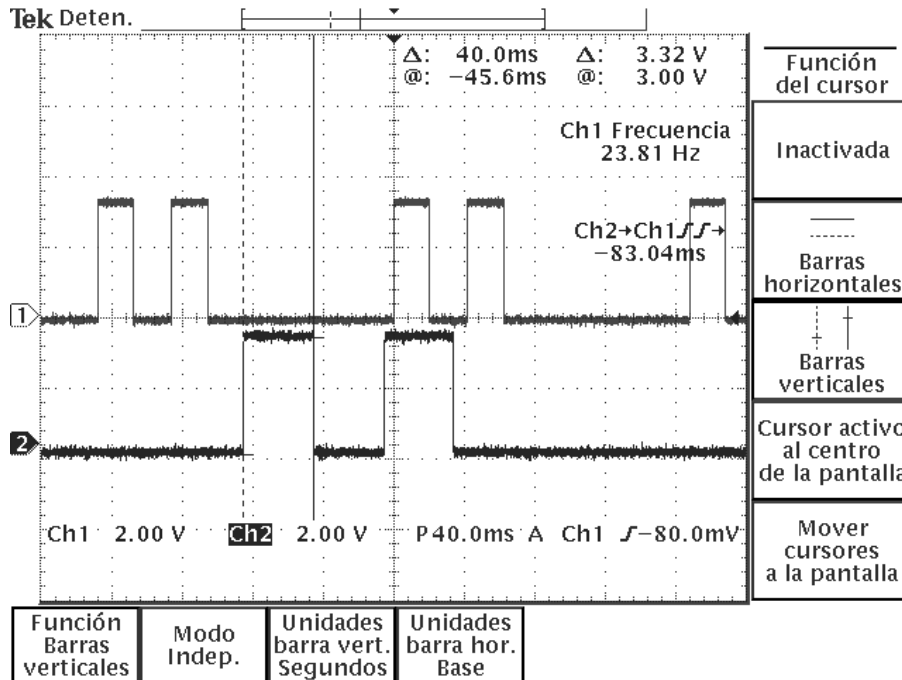 Tek Deten.
Δ: 40.0ms Δ: 3.32 V
@: −45.6ms @: 3.00 V
Ch1 Frecuencia
23.81 Hz
Ch2→Ch1 ∫∫→
−83.04ms
1
2
Ch1 2.00 V Ch2 2.00 V P 40.0ms A Ch1 ∫ −80.0mV
Función
del cursor
Inactivada
Barras
horizontales
Barras
verticales
Cursor activo
al centro
de la pantalla
Mover
cursores
a la pantalla
Función
Barras
verticales
Modo
Indep.
Unidades
barra vert.
Segundos
Unidades
barra hor.
Base